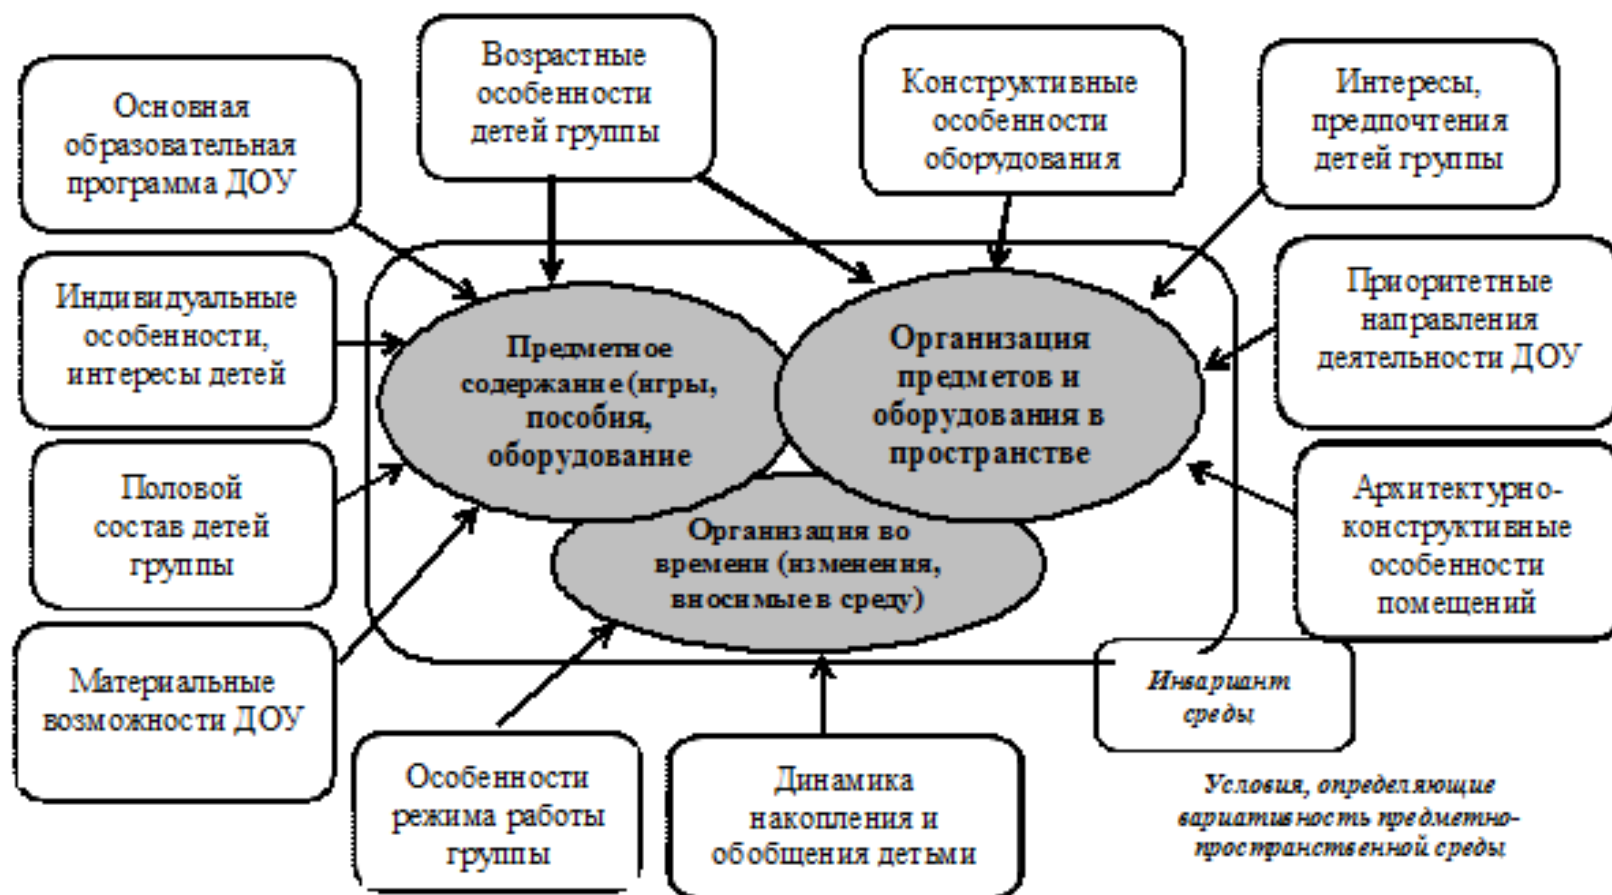 Основная
образовательная
программа ДОУ
Возрастные
особенности
детей группы
Конструктивные
особенности
оборудования
Интересы,
предпочтения
детей группы
Индивидуальные
особенности,
интересы детей
Предметное
содержание (игры,
пособия,
оборудование
Организация
предметов и
оборудования в
пространстве
Приоритетные
направления
деятельности ДОУ
Половой
состав детей
группы
Организация во
времени (изменения,
вносимые в среду)
Архитектурно-
конструктивные
особенности
помещений
Материальные
возможности ДОУ
Инвариант
среды
Особенности
режима работы
группы
Динамика
накопления и
обобщения детьми
Условия, определяющие
вариативность предметно-
пространственной среды